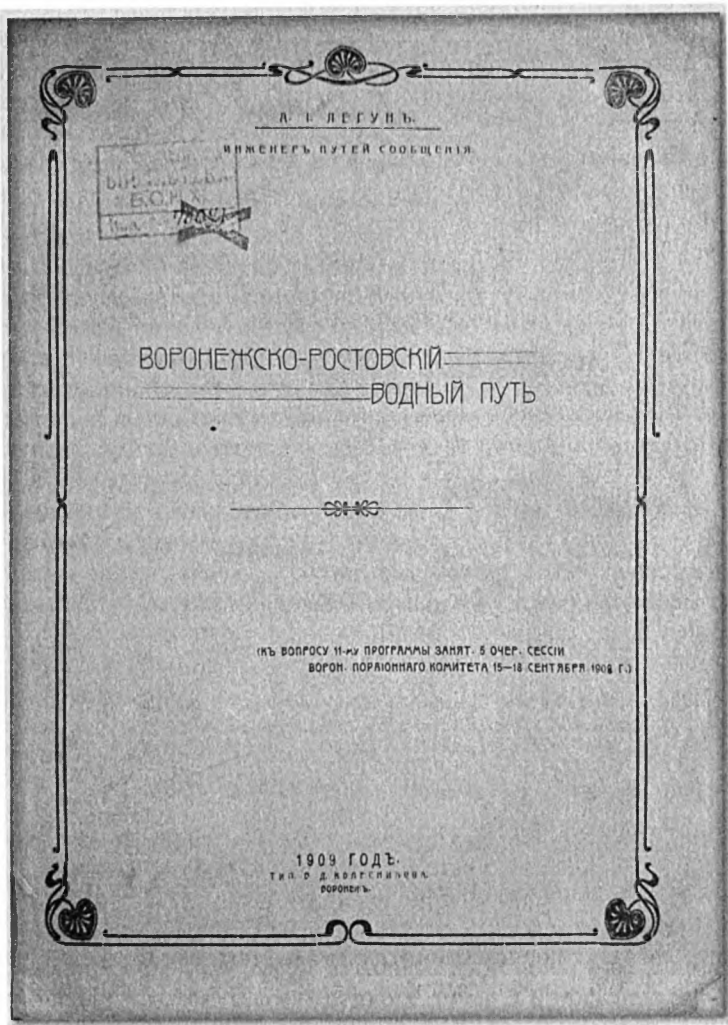 А. І. ЛЕГУНЪ.
ИНЖЕНЕРЪ ПУТЕЙ СООБЩЕНІЯ
ВОРОНЕЖСКО-РОСТОВСКІЙ
ВОДНЫЙ ПУТЬ
(КЪ ВОПРОСУ 11-МУ ПРОГРАММЫ ЗАНЯТ. 5 ОЧЕР. СЕССІИ
ВОРОН. ПОРАІОННАГО КОМИТЕТА 15—18 СЕНТЯБРЯ 1908 Г.)
1909 ГОДЪ.
ТИП. Д. КОЛЕСНИКОВА.
ВОРОНЕЖЪ.